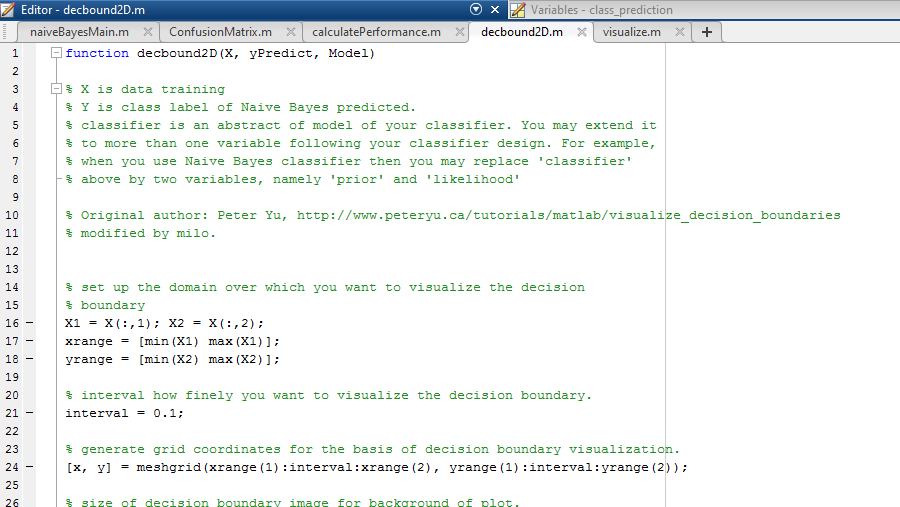 Editor - decbound2D.m
Variables - class_prediction
naiveBayesMain.m ConfusionMatrix.m calculatePerformance.m decbound2D.m visualize.m
1 function decbound2D(X, yPredict, Model)
2
3 % X is data training
4 % Y is class label of Naive Bayes predicted.
5 % classifier is an abstract of model of your classifier. You may extend it
6 % to more than one variable following your classifier design. For example,
7 % when you use Naive Bayes classifier then you may replace 'classifier'
8 % above by two variables, namely 'prior' and 'likelihood'
9
10 % Original author: Peter Yu, http://www.peteryu.ca/tutorials/matlab/visualize_decision_boundaries
11 % modified by milo.
12
13
14 % set up the domain over which you want to visualize the decision
15 % boundary
16 X1 = X(:,1); X2 = X(:,2);
17 xrange = [min(X1) max(X1)];
18 yrange = [min(X2) max(X2)];
19
20 % interval how finely you want to visualize the decision boundary.
21 interval = 0.1;
22
23 % generate grid coordinates for the basis of decision boundary visualization.
24 [x, y] = meshgrid(xrange(1):interval:xrange(2), yrange(1):interval:yrange(2));
25
26 % size of decision boundary image for background of plot.